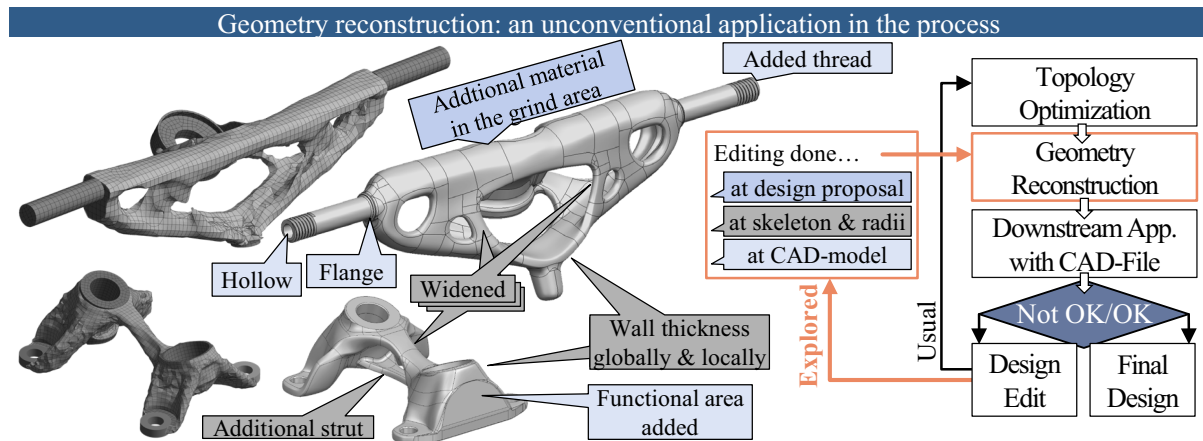 Geometry reconstruction: an unconventional application in the process
Addtional material
in the grind area
Added thread
Hollow
Flange
Widened
Wall thickness
globally & locally
Additional strut
Functional area
added
Editing done…
at design proposal
at skeleton & radii
at CAD-model
Explored
Usual
Topology
Optimization
Geometry
Reconstruction
Downstream App.
with CAD-File
Not OK/OK
Design
Edit
Final
Design